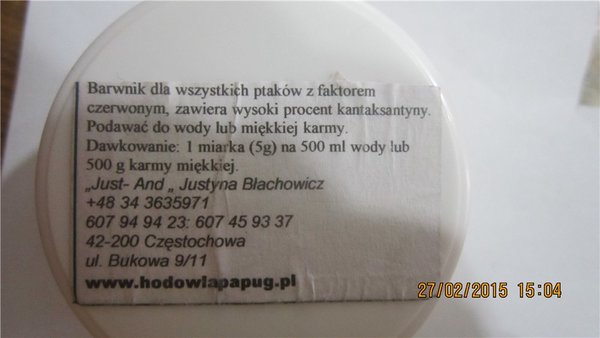 Barwnik dla wszystkich ptaków z faktorem
czerwonym, zawiera wysoki procent kantaksantyny.
Podawać do wody lub miękkiej karmy.
Dawkowanie: 1 miarka (5g) na 500 ml wody lub
500 g karmy miękkiej.
„Just- And „ Justyna Błachowicz
+48 34 3635971
607 94 94 23: 607 45 93 37
42-200 Częstochowa
ul. Bukowa 9/11
www.hodowlapapug.pl
27/02/2015 15:04